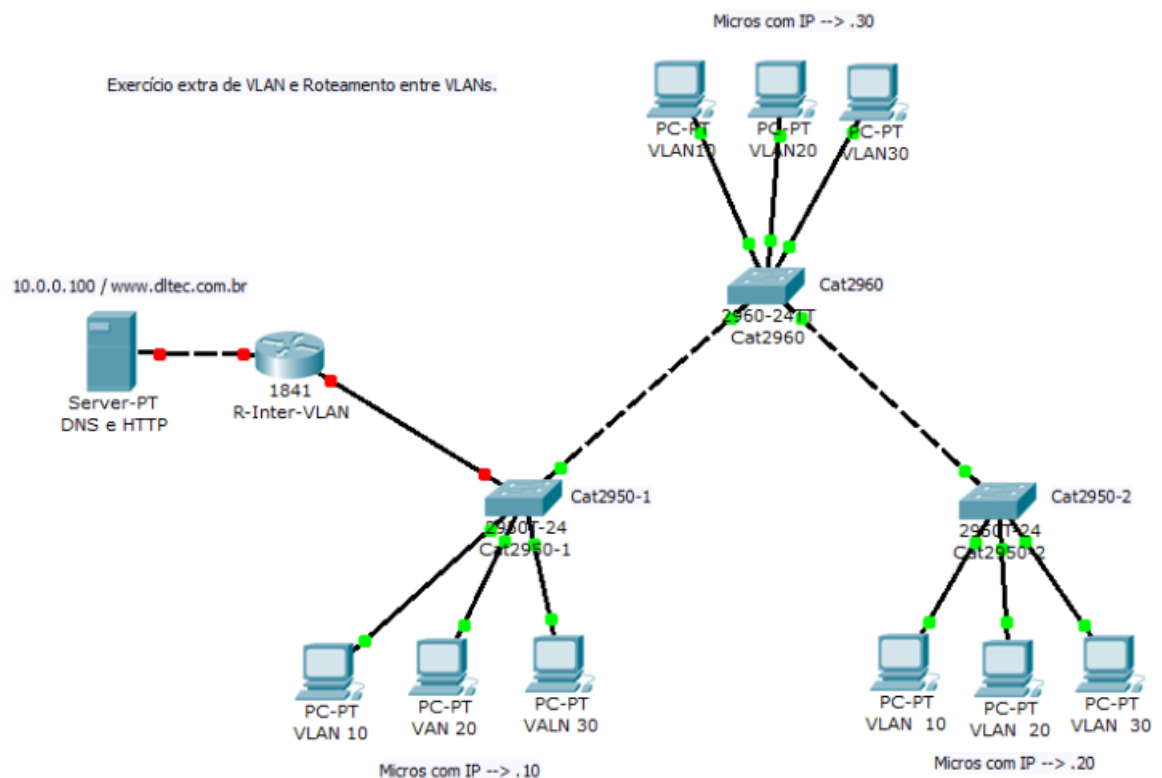 Micros com IP --> .30
Exercício extra de VLAN e Roteamento entre VLANs.
PC-PT
VLAN10
PC-PT
VLAN20
PC-PT
VLAN30
10.0.0.100 / www.dltec.com.br
Cat2960
2960-24TT
Cat2960
Server-PT
DNS e HTTP
1841
R-Inter-VLAN
Cat2950-1
2950T-24
Cat2950-1
Cat2950-2
2950T-24
Cat2950-2
PC-PT
VLAN 10
PC-PT
VAN 20
PC-PT
VALN 30
PC-PT
VLAN 10
PC-PT
VLAN 20
PC-PT
VLAN 30
Micros com IP --> .10
Micros com IP --> .20